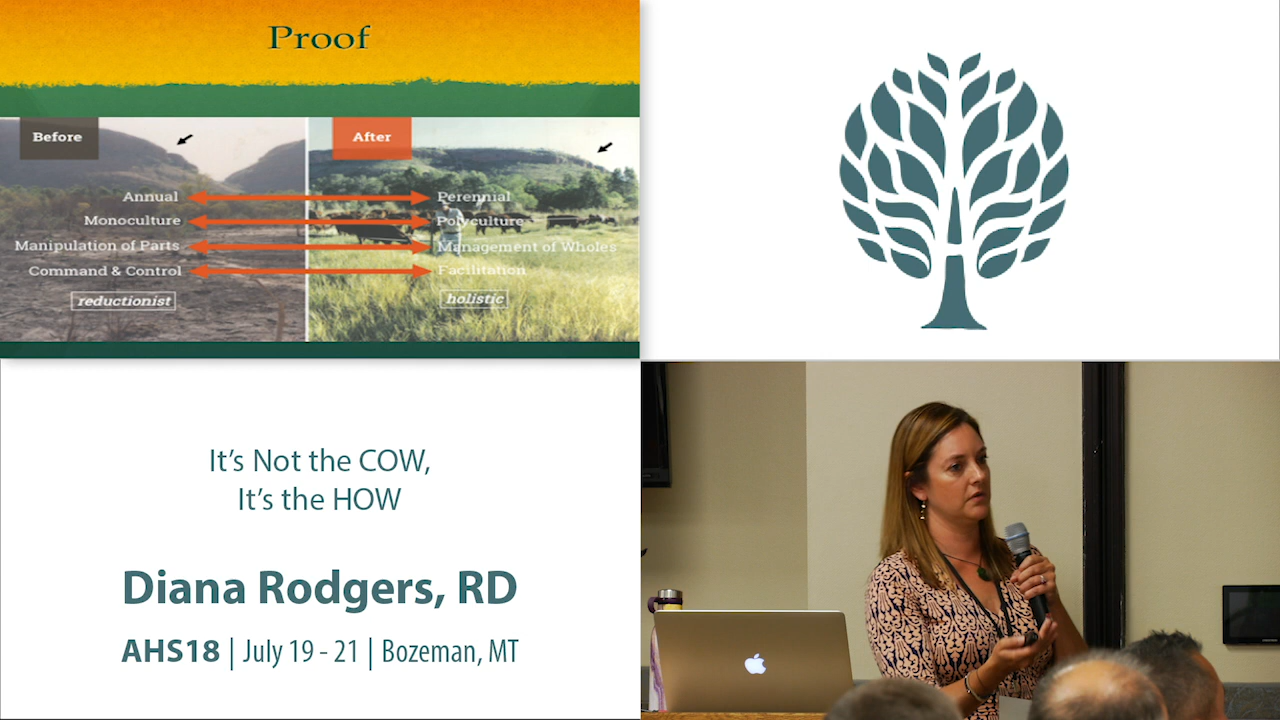 Proof
Before
After
Annual
Perennial
Monoculture
Polyculture
Manipulation of Parts
Management of Wholes
Command & Control
Facilitation
reductionist
holistic
It's Not the COW,
It's the HOW
Diana Rodgers, RD
AHS18 | July 19 - 21 | Bozeman, MT